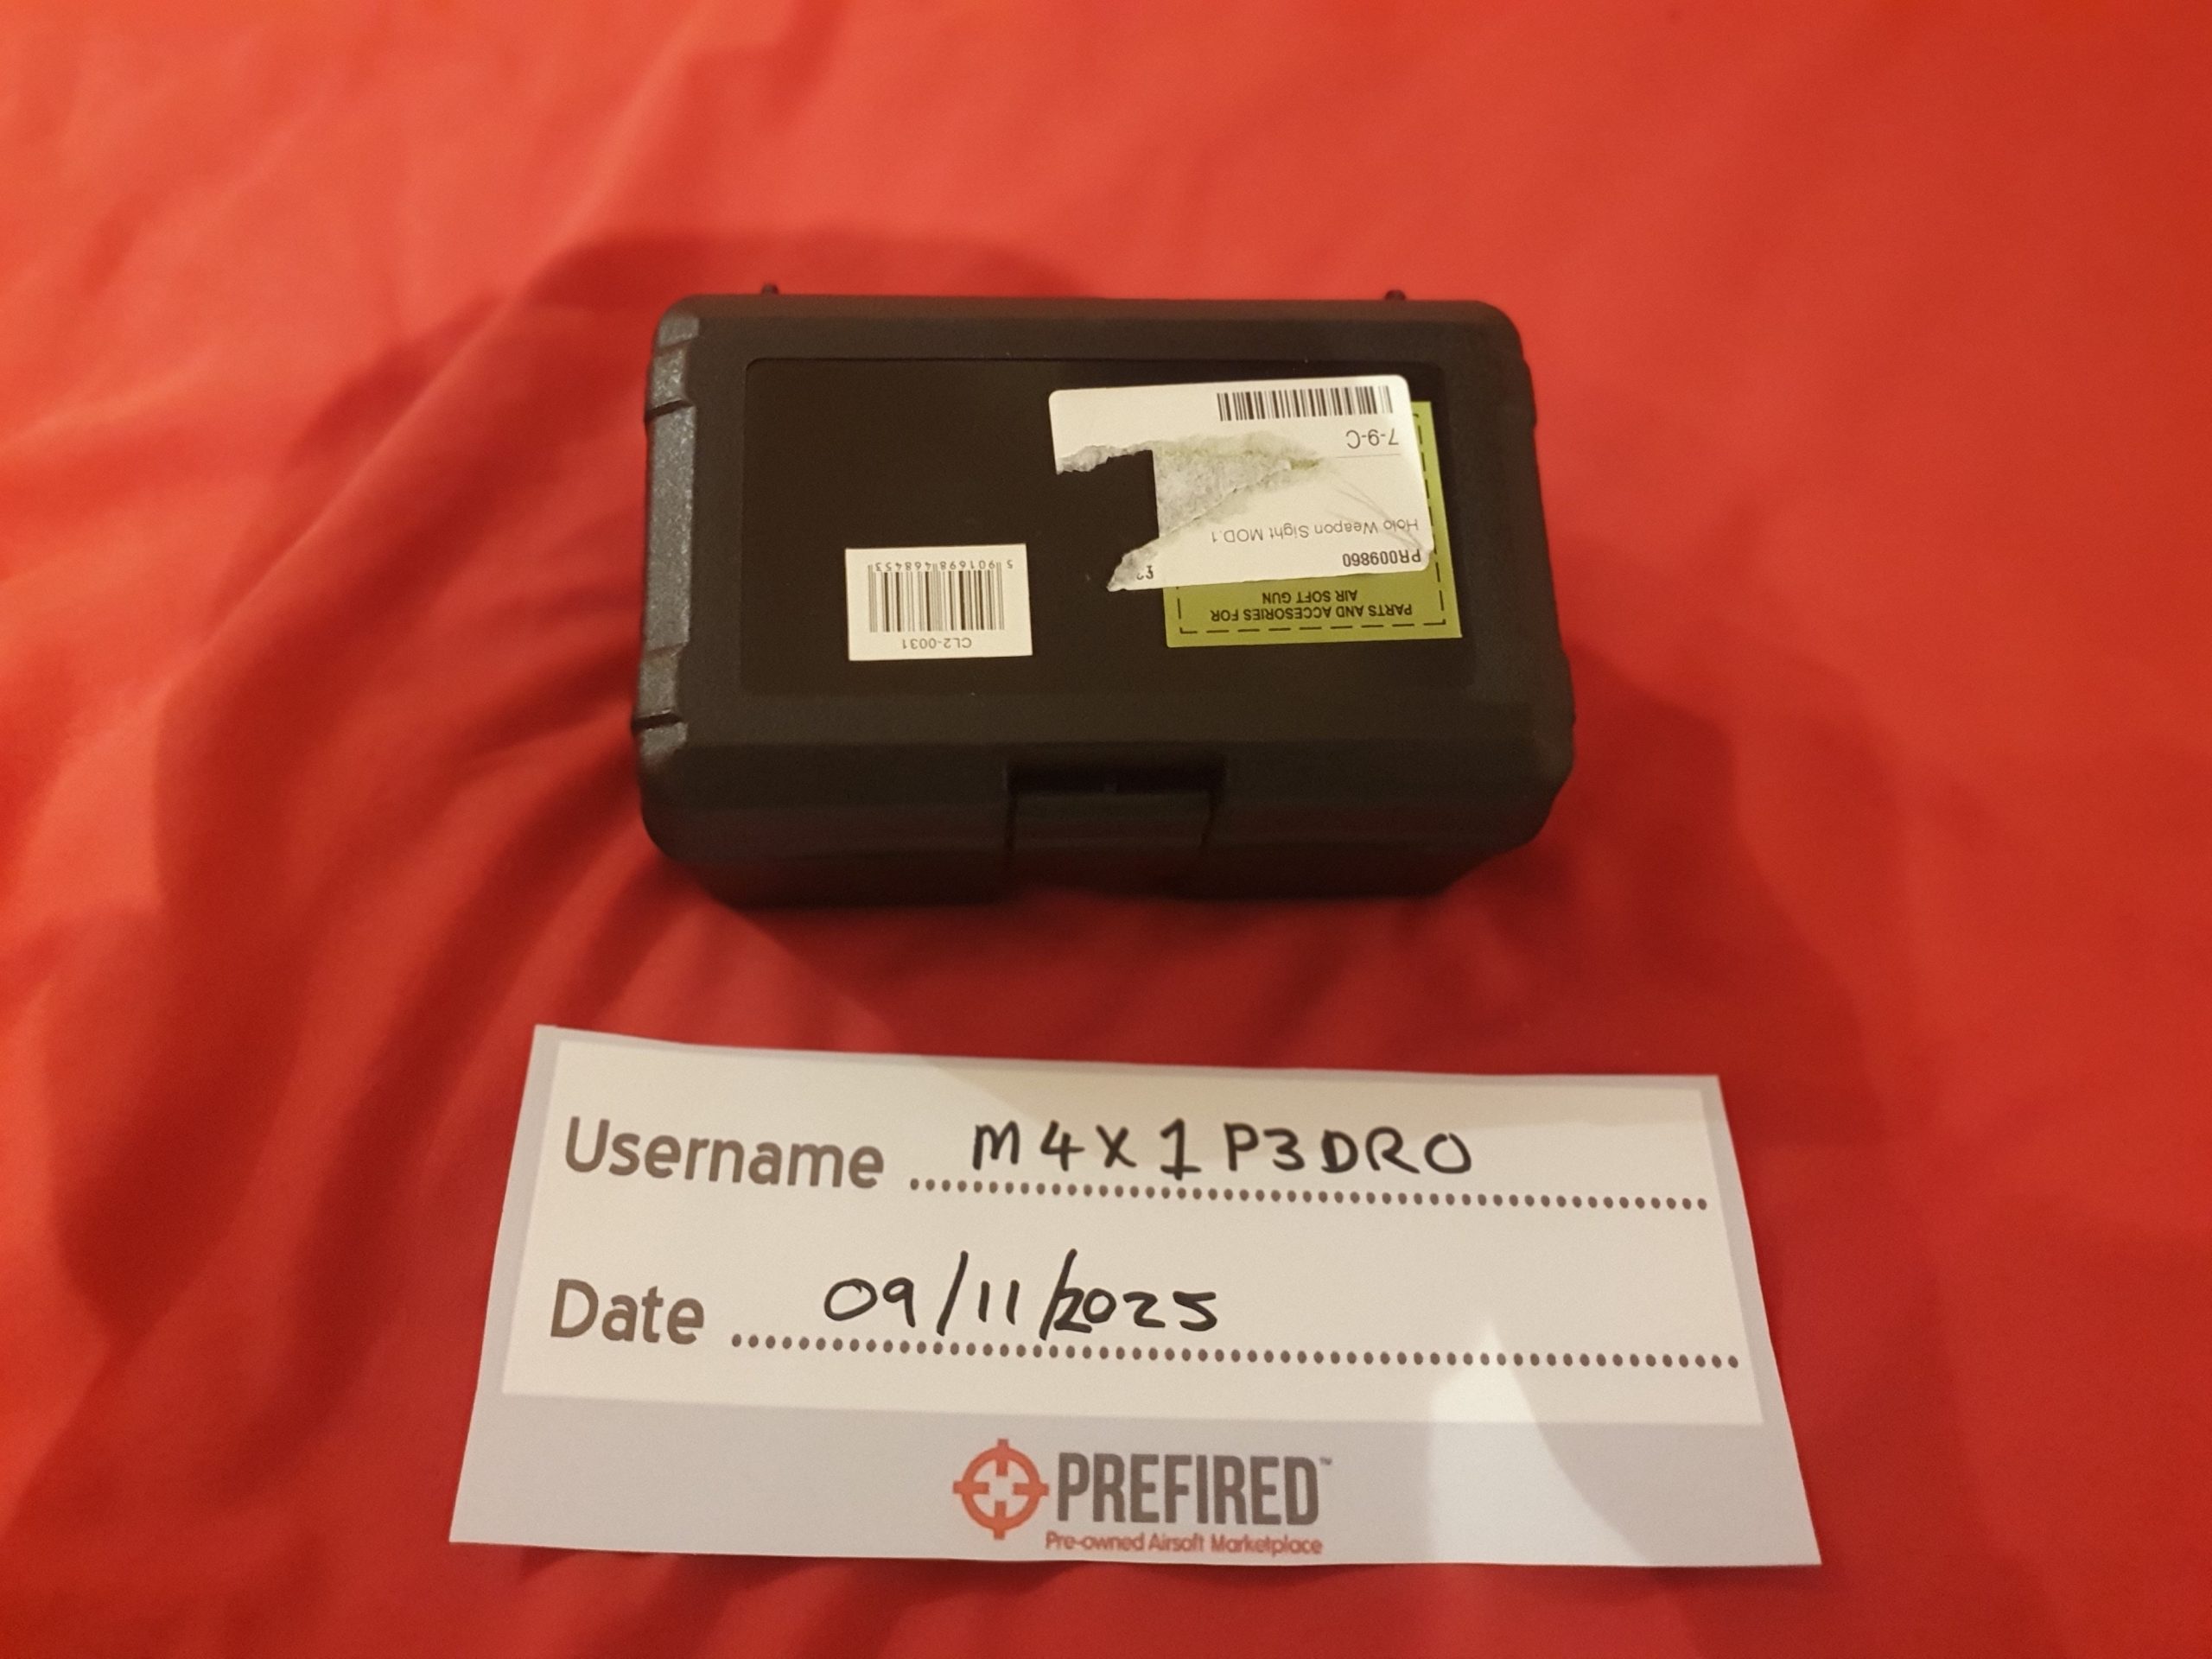 7-9-C
Holo Weapon Sight MOD.1
PR009860
PARTS AND ACCESORIES FOR
AIR SOFT GUN
CL2-0031
5 901698 468453
Username M4X1P3DRO
Date 09/11/2025
PREFIRED™
Pre-owned Airsoft Marketplace